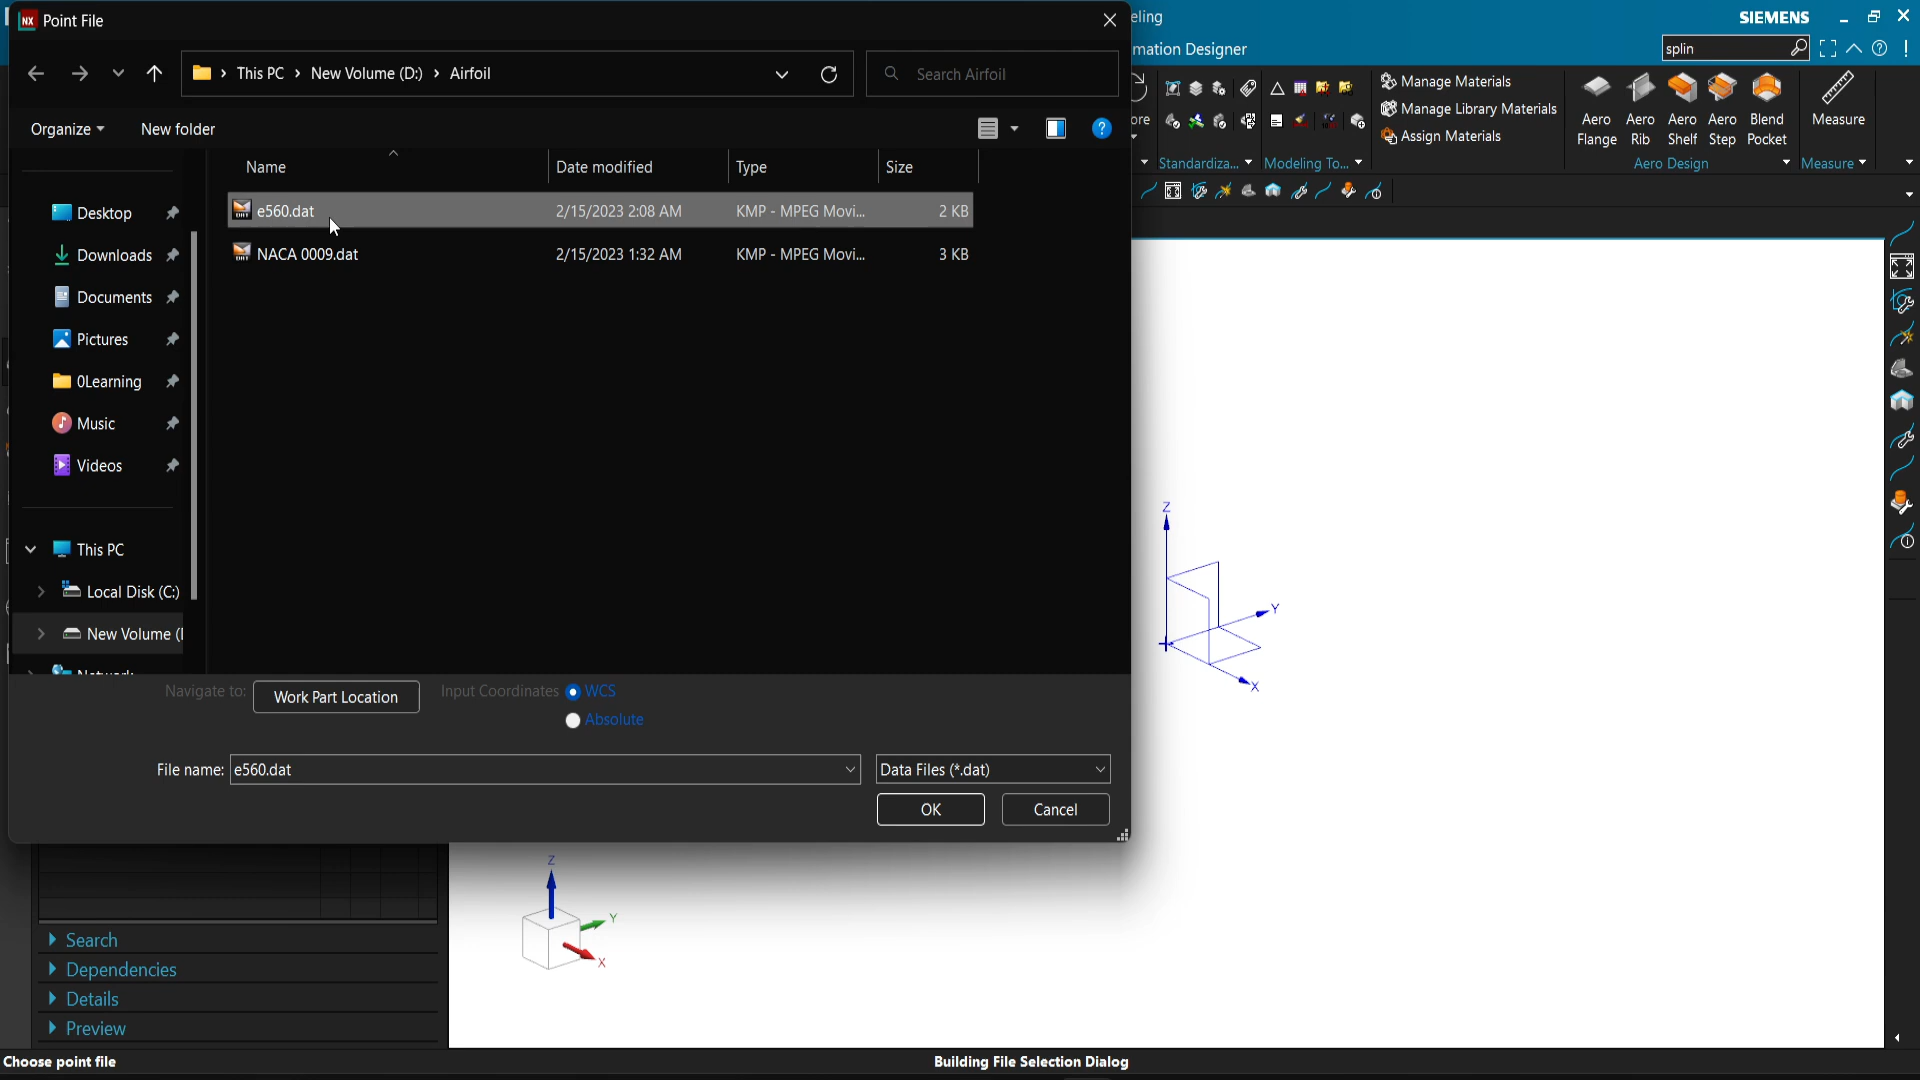 NX Point File
eling
SIEMENS
mation Designer
splin
This PC > New Volume (D:) > Airfoil
Search Airfoil
Organize
New folder
Manage Materials
Manage Library Materials
Assign Materials
ore
Aero Flange
Aero Rib
Aero Shelf
Aero Step
Blend Pocket
Measure
Standardiza...
Modeling To...
Aero Design
Measure
Name
Date modified
Type
Size
e560.dat 2/15/2023 2:08 AM KMP - MPEG Movi... 2 KB
NACA 0009.dat 2/15/2023 1:32 AM KMP - MPEG Movi... 3 KB
Desktop
Downloads
Documents
Pictures
0Learning
Music
Videos
This PC
Local Disk (C:)
New Volume (
Z
Y
X
Navigate to: Work Part Location
Input Coordinates WCS
Absolute
File name: e560.dat
Data Files (*.dat)
OK
Cancel
Z
Y
X
Search
Dependencies
Details
Preview
Choose point file
Building File Selection Dialog